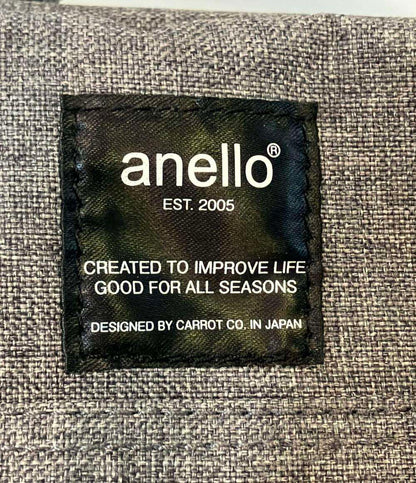 anello®
EST. 2005
CREATED TO IMPROVE LIFE
GOOD FOR ALL SEASONS
DESIGNED BY CARROT CO. IN JAPAN